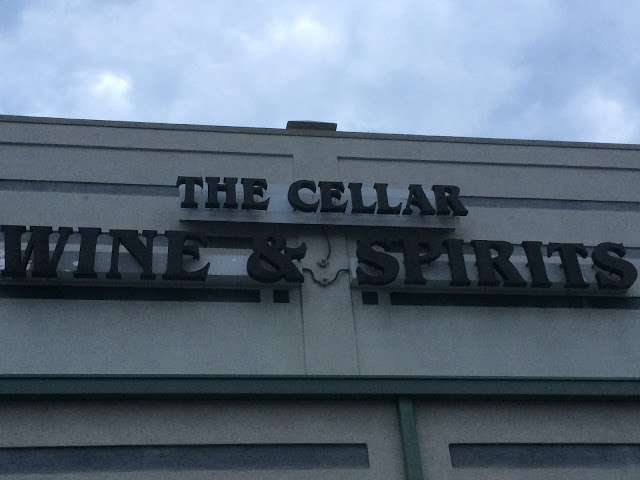 THE CELLAR
WINE & SPIRITS